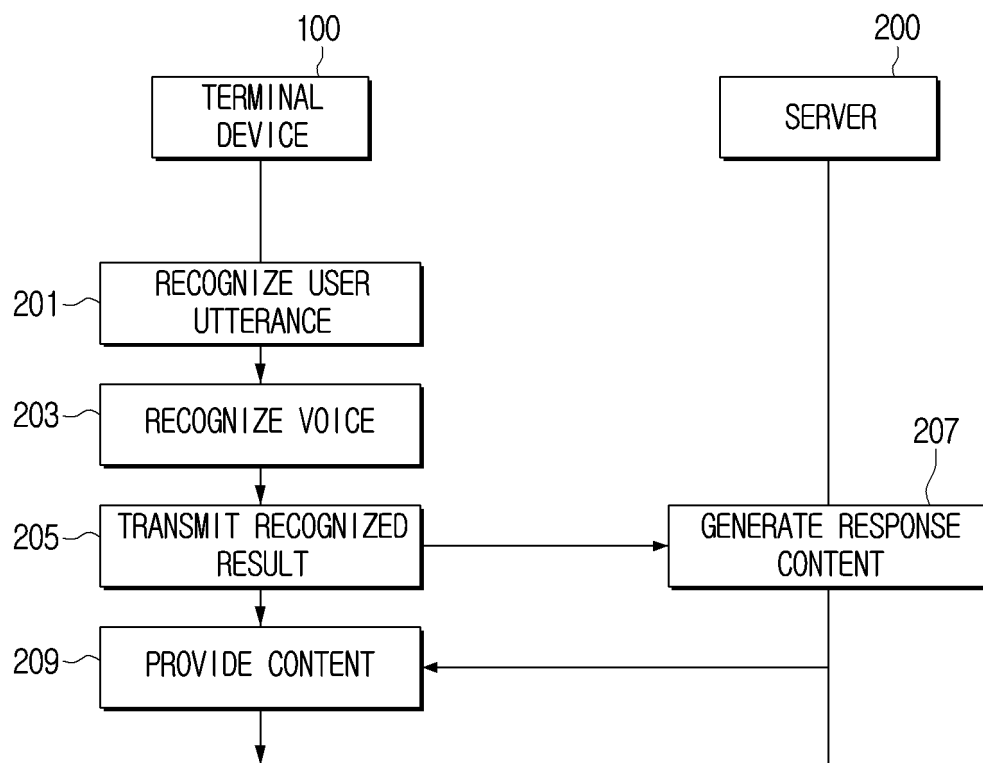 100
200
TERMINAL
DEVICE
SERVER
201
RECOGNIZE USER
UTTERANCE
203
RECOGNIZE VOICE
207
205
TRANSMIT RECOGNIZED
RESULT
GENERATE RESPONSE
CONTENT
209
PROVIDE CONTENT